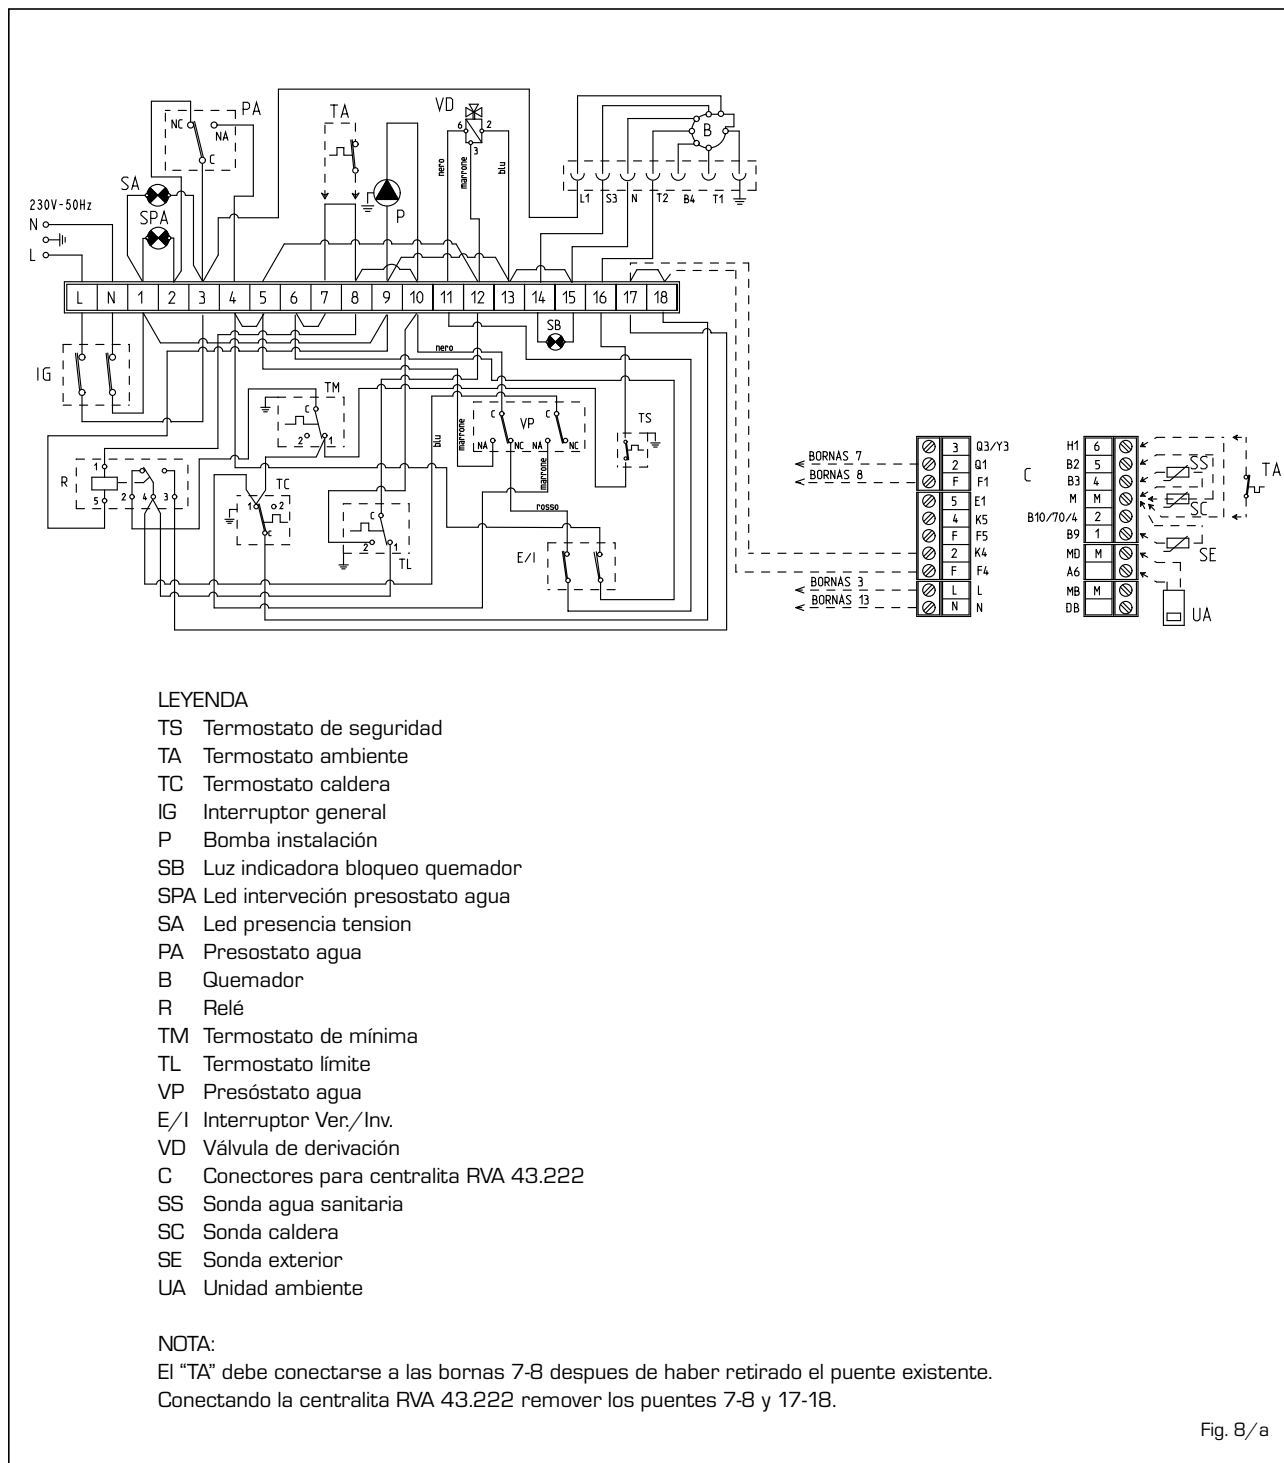 PA
NC
NA
C
TA
VD
6
2
3
nero
marrone
blu
B
SA
SPA
P
230V-50Hz
N
L
L1 S3 N T2 B4 T1
L N 1 2 3 4 5 6 7 8 9 10 11 12 13 14 15 16 17 18
SB
IG
nero
TM
C
2 1
blu
marrone
C VP C
NA NC NA NC
marrone
TS
R
1
5
2 4 3
TC
1 2
C
C
2 1
TL
rosso
E/I
BORNAS 7
BORNAS 8
BORNAS 3
BORNAS 13
3 Q3/Y3
2 Q1
F F1
5 E1
4 K5
F F5
2 K4
F F4
L L
N N
C
H1 6
B2 5
B3 4
M M
B10/70/4 2
B9 1
MD M
A6
MB M
DB
SS
SC
SE
TA
UA
LEYENDA
TS Termostato de seguridad
TA Termostato ambiente
TC Termostato caldera
IG Interruptor general
P Bomba instalación
SB Luz indicadora bloqueo quemador
SPA Led interveción presostato agua
SA Led presencia tension
PA Presostato agua
B Quemador
R Relé
TM Termostato de mínima
TL Termostato límite
VP Presóstato agua
E/I Interruptor Ver./Inv.
VD Válvula de derivación
C Conectores para centralita RVA 43.222
SS Sonda agua sanitaria
SC Sonda caldera
SE Sonda exterior
UA Unidad ambiente
NOTA:
El “TA” debe conectarse a las bornas 7-8 despues de haber retirado el puente existente.
Conectando la centralita RVA 43.222 remover los puentes 7-8 y 17-18.
Fig. 8/a